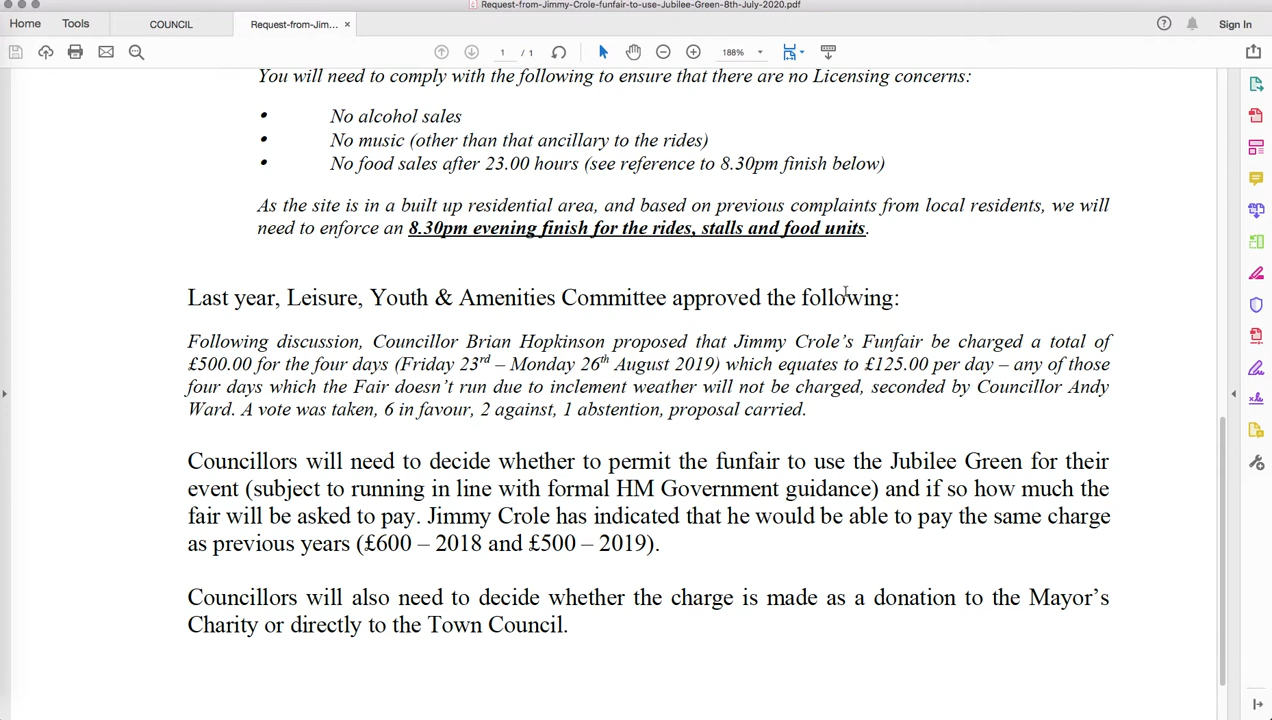 Request-from-Jimmy-Crole-funfair-to-use-Jubilee-Green-8th-July-2020.pdf
Home Tools COUNCIL Request-from-Jim... × Sign In
1 / 1 188%
You will need to comply with the following to ensure that there are no Licensing concerns:
• No alcohol sales
• No music (other than that ancillary to the rides)
• No food sales after 23.00 hours (see reference to 8.30pm finish below)
As the site is in a built up residential area, and based on previous complaints from local residents, we will
need to enforce an 8.30pm evening finish for the rides, stalls and food units.
Last year, Leisure, Youth & Amenities Committee approved the following:
Following discussion, Councillor Brian Hopkinson proposed that Jimmy Crole's Funfair be charged a total of
£500.00 for the four days (Friday 23rd – Monday 26th August 2019) which equates to £125.00 per day – any of those
four days which the Fair doesn't run due to inclement weather will not be charged, seconded by Councillor Andy
Ward. A vote was taken, 6 in favour, 2 against, 1 abstention, proposal carried.
Councillors will need to decide whether to permit the funfair to use the Jubilee Green for their
event (subject to running in line with formal HM Government guidance) and if so how much the
fair will be asked to pay. Jimmy Crole has indicated that he would be able to pay the same charge
as previous years (£600 – 2018 and £500 – 2019).
Councillors will also need to decide whether the charge is made as a donation to the Mayor's
Charity or directly to the Town Council.